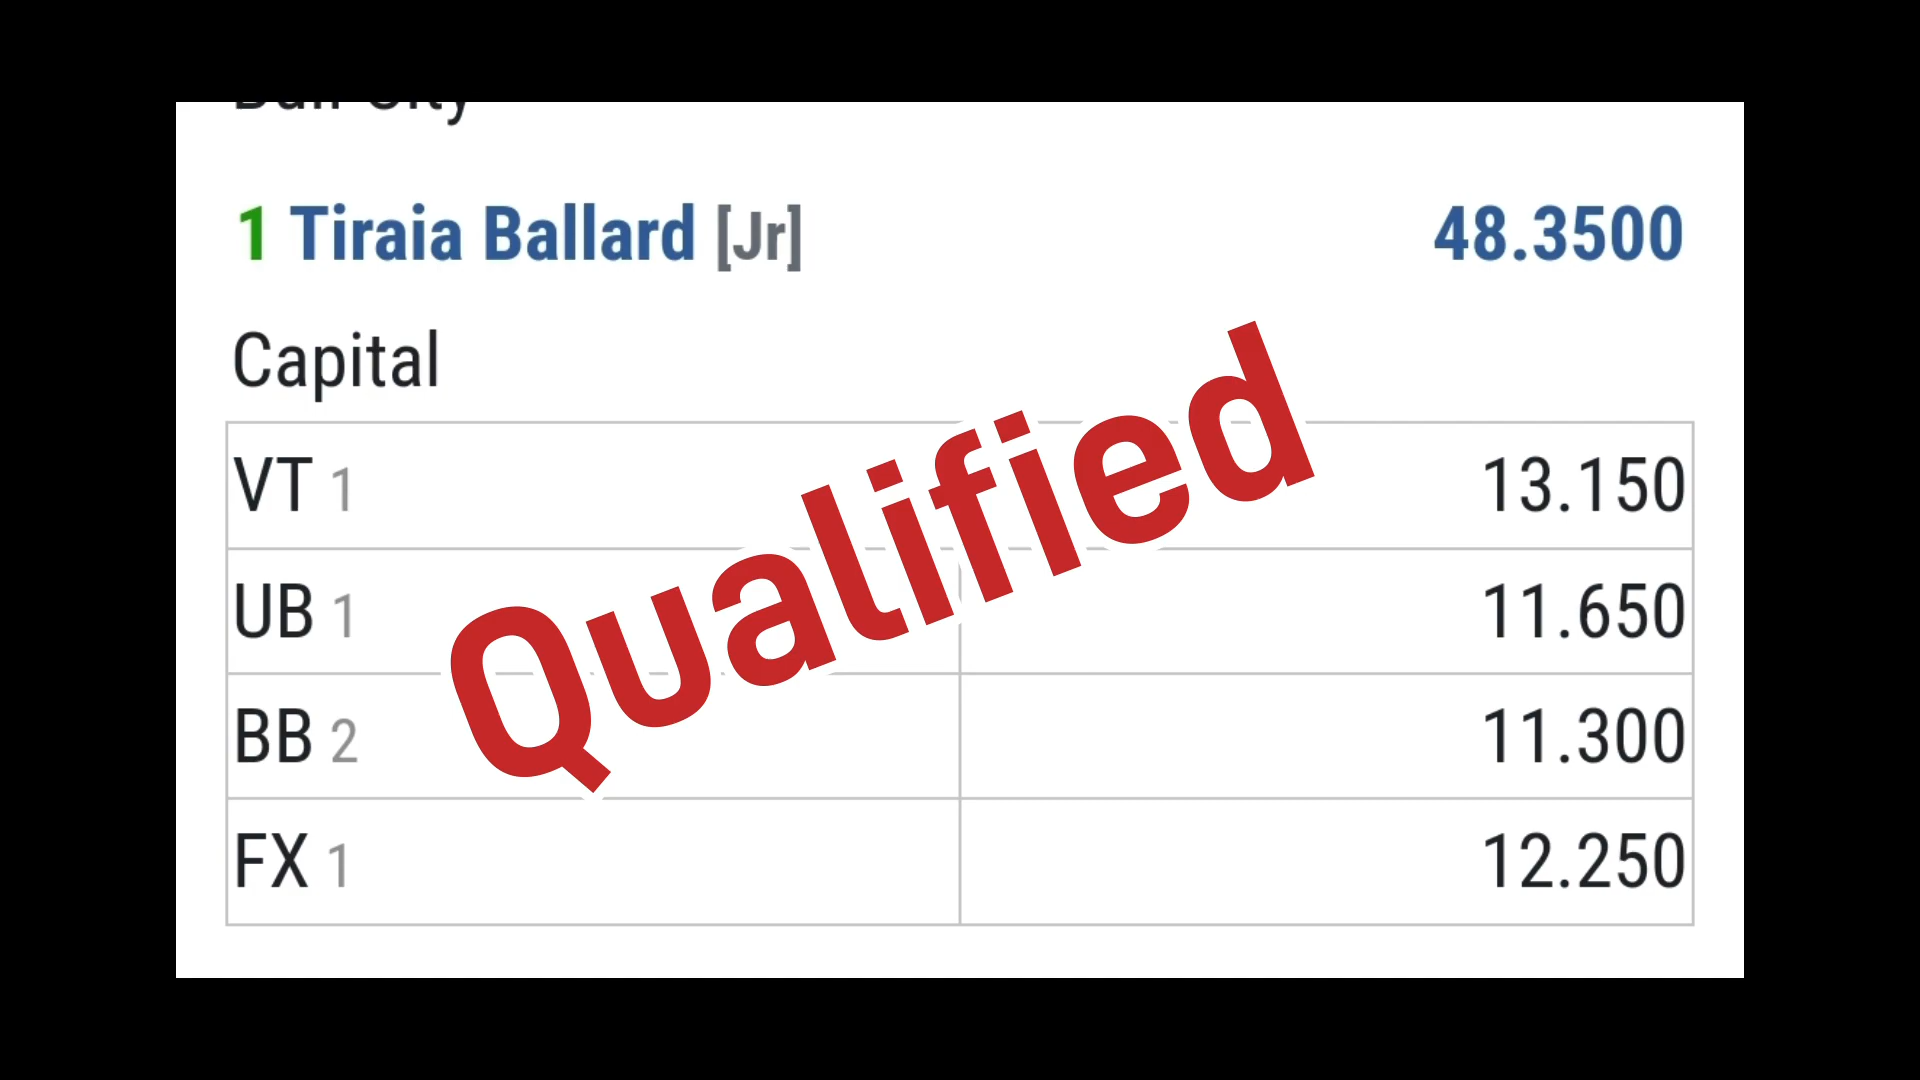 1 Tiraia Ballard [Jr] 48.3500
Capital
VT 1 13.150
UB 1 11.650
BB 2 11.300
FX 1 12.250
Qualified